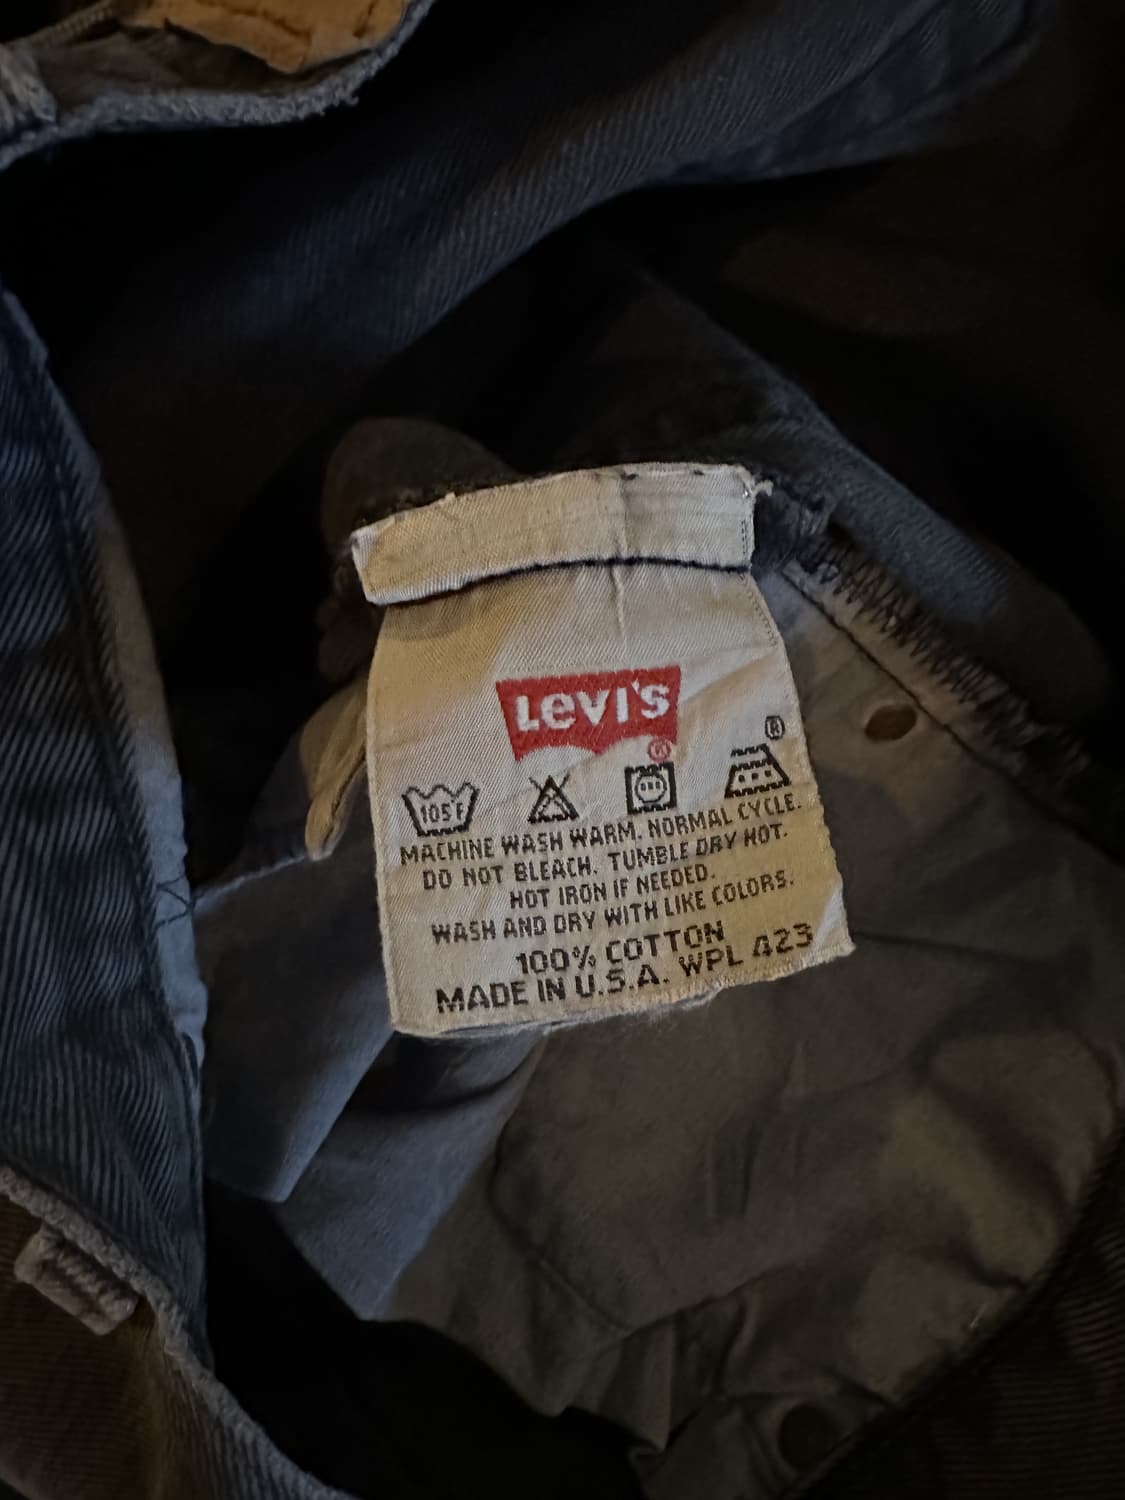 Levi's
®
®
105°F
MACHINE WASH WARM. NORMAL CYCLE.
DO NOT BLEACH. TUMBLE DRY HOT.
HOT IRON IF NEEDED.
WASH AND DRY WITH LIKE COLORS.
100% COTTON
MADE IN U.S.A. WPL 423